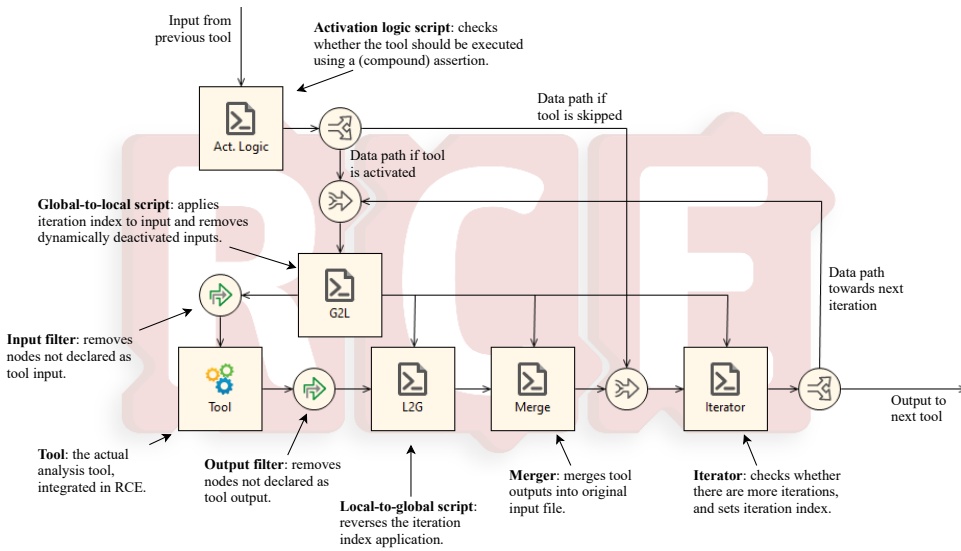 Input from
previous tool
Activation logic script: checks
whether the tool should be executed
using a (compound) assertion.
Act. Logic
Data path if
tool is skipped
Data path if tool
is activated
Global-to-local script: applies
iteration index to input and removes
dynamically deactivated inputs.
G2L
Data path
towards next
iteration
Input filter: removes
nodes not declared as
tool input.
Tool
L2G
Merge
Iterator
Output to
next tool
Tool: the actual
analysis tool,
integrated in RCE.
Output filter: removes
nodes not declared as
tool output.
Local-to-global script:
reverses the iteration
index application.
Merger: merges tool
outputs into original
input file.
Iterator: checks whether
there are more iterations,
and sets iteration index.
RCE